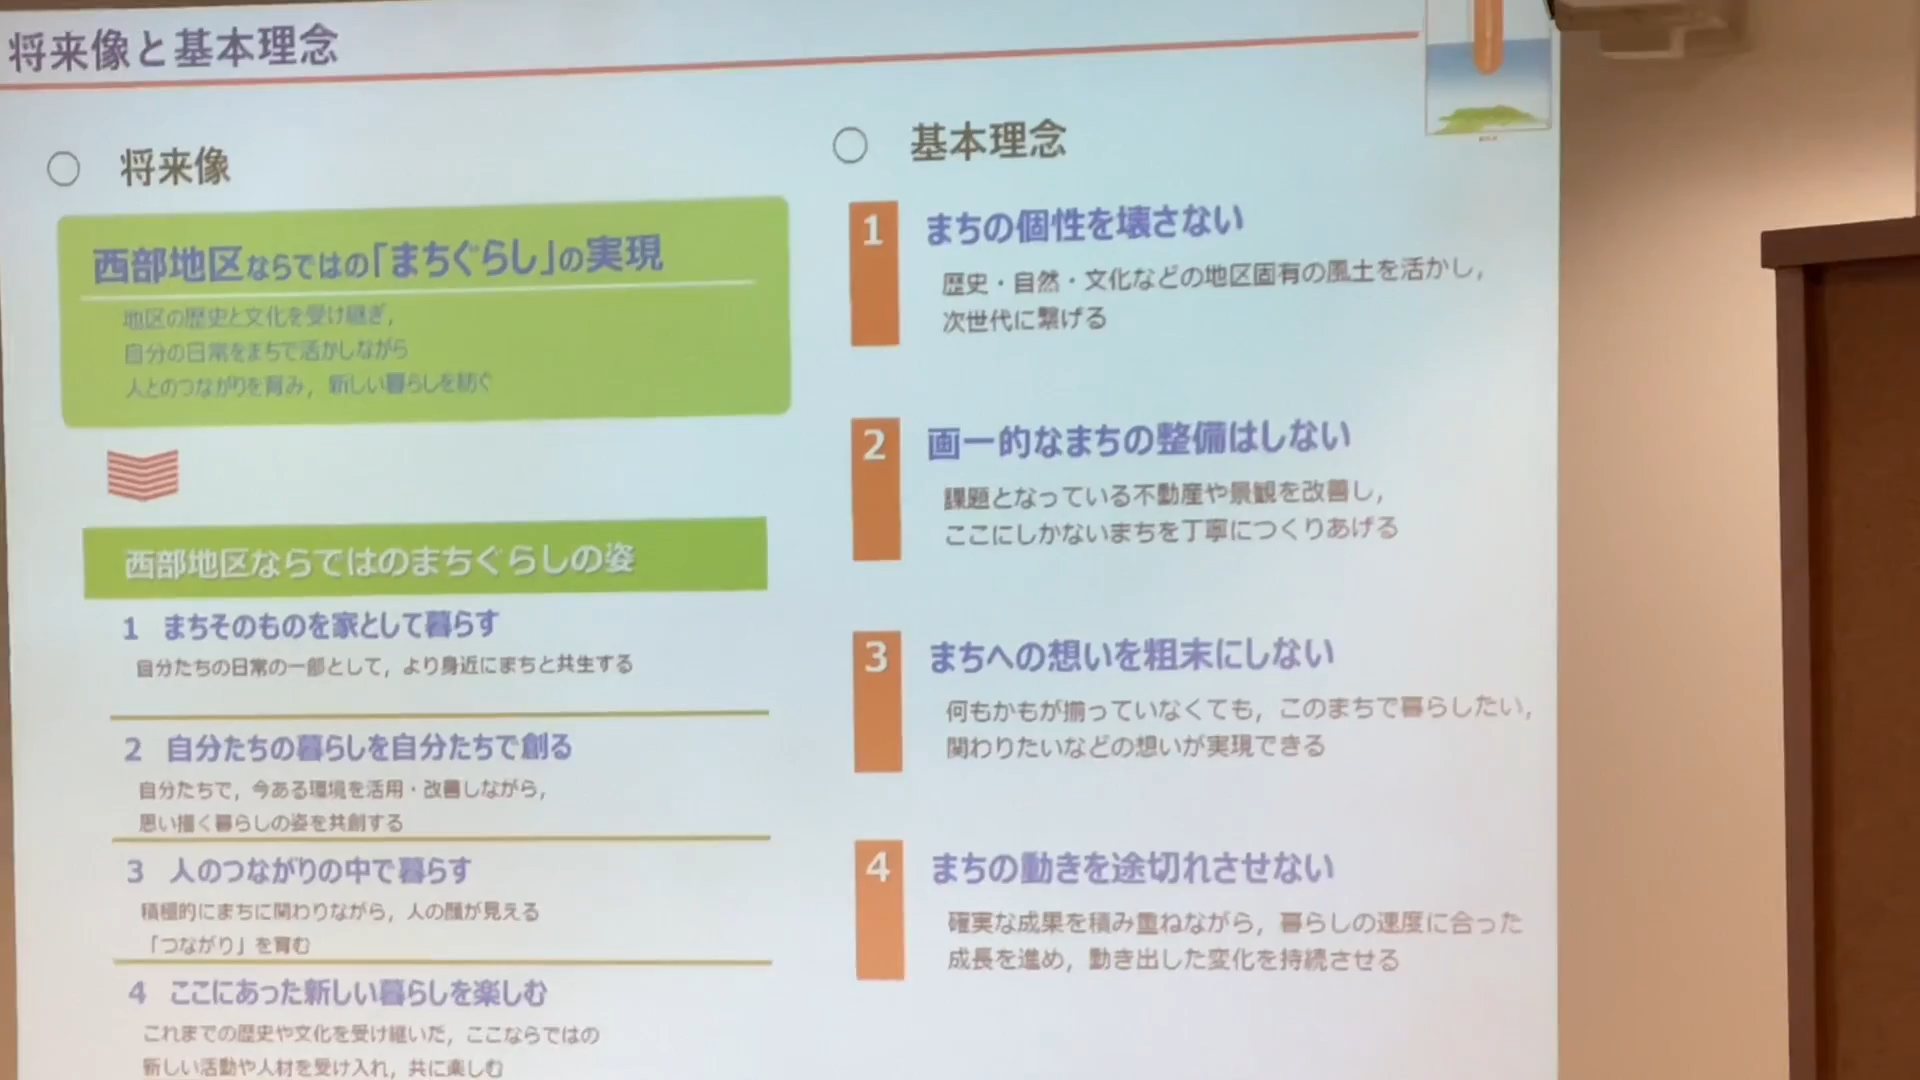 将来像と基本理念
○ 将来像
西部地区ならではの「まちぐらし」の実現
地区の歴史と文化を受け継ぎ，
自分の日常をまちで活かしながら
人とのつながりを育み，新しい暮らしを紡ぐ
西部地区ならではのまちぐらしの姿
1 まちそのものを家として暮らす
自分たちの日常の一部として，より身近にまちと共生する
2 自分たちの暮らしを自分たちで創る
自分たちで，今ある環境を活用・改善しながら，
思い描く暮らしの姿を共創する
3 人のつながりの中で暮らす
積極的にまちに関わりながら，人の顔が見える
「つながり」を育む
4 ここにあった新しい暮らしを楽しむ
これまでの歴史や文化を受け継いだ，ここならではの
新しい活動や人材を受け入れ，共に楽しむ
○ 基本理念
1 まちの個性を壊さない
歴史・自然・文化などの地区固有の風土を活かし，
次世代に繋げる
2 画一的なまちの整備はしない
課題となっている不動産や景観を改善し，
ここにしかないまちを丁寧につくりあげる
3 まちへの想いを粗末にしない
何もかもが揃っていなくても，このまちで暮らしたい，
関わりたいなどの想いが実現できる
4 まちの動きを途切れさせない
確実な成果を積み重ねながら，暮らしの速度に合った
成長を進め，動き出した変化を持続させる